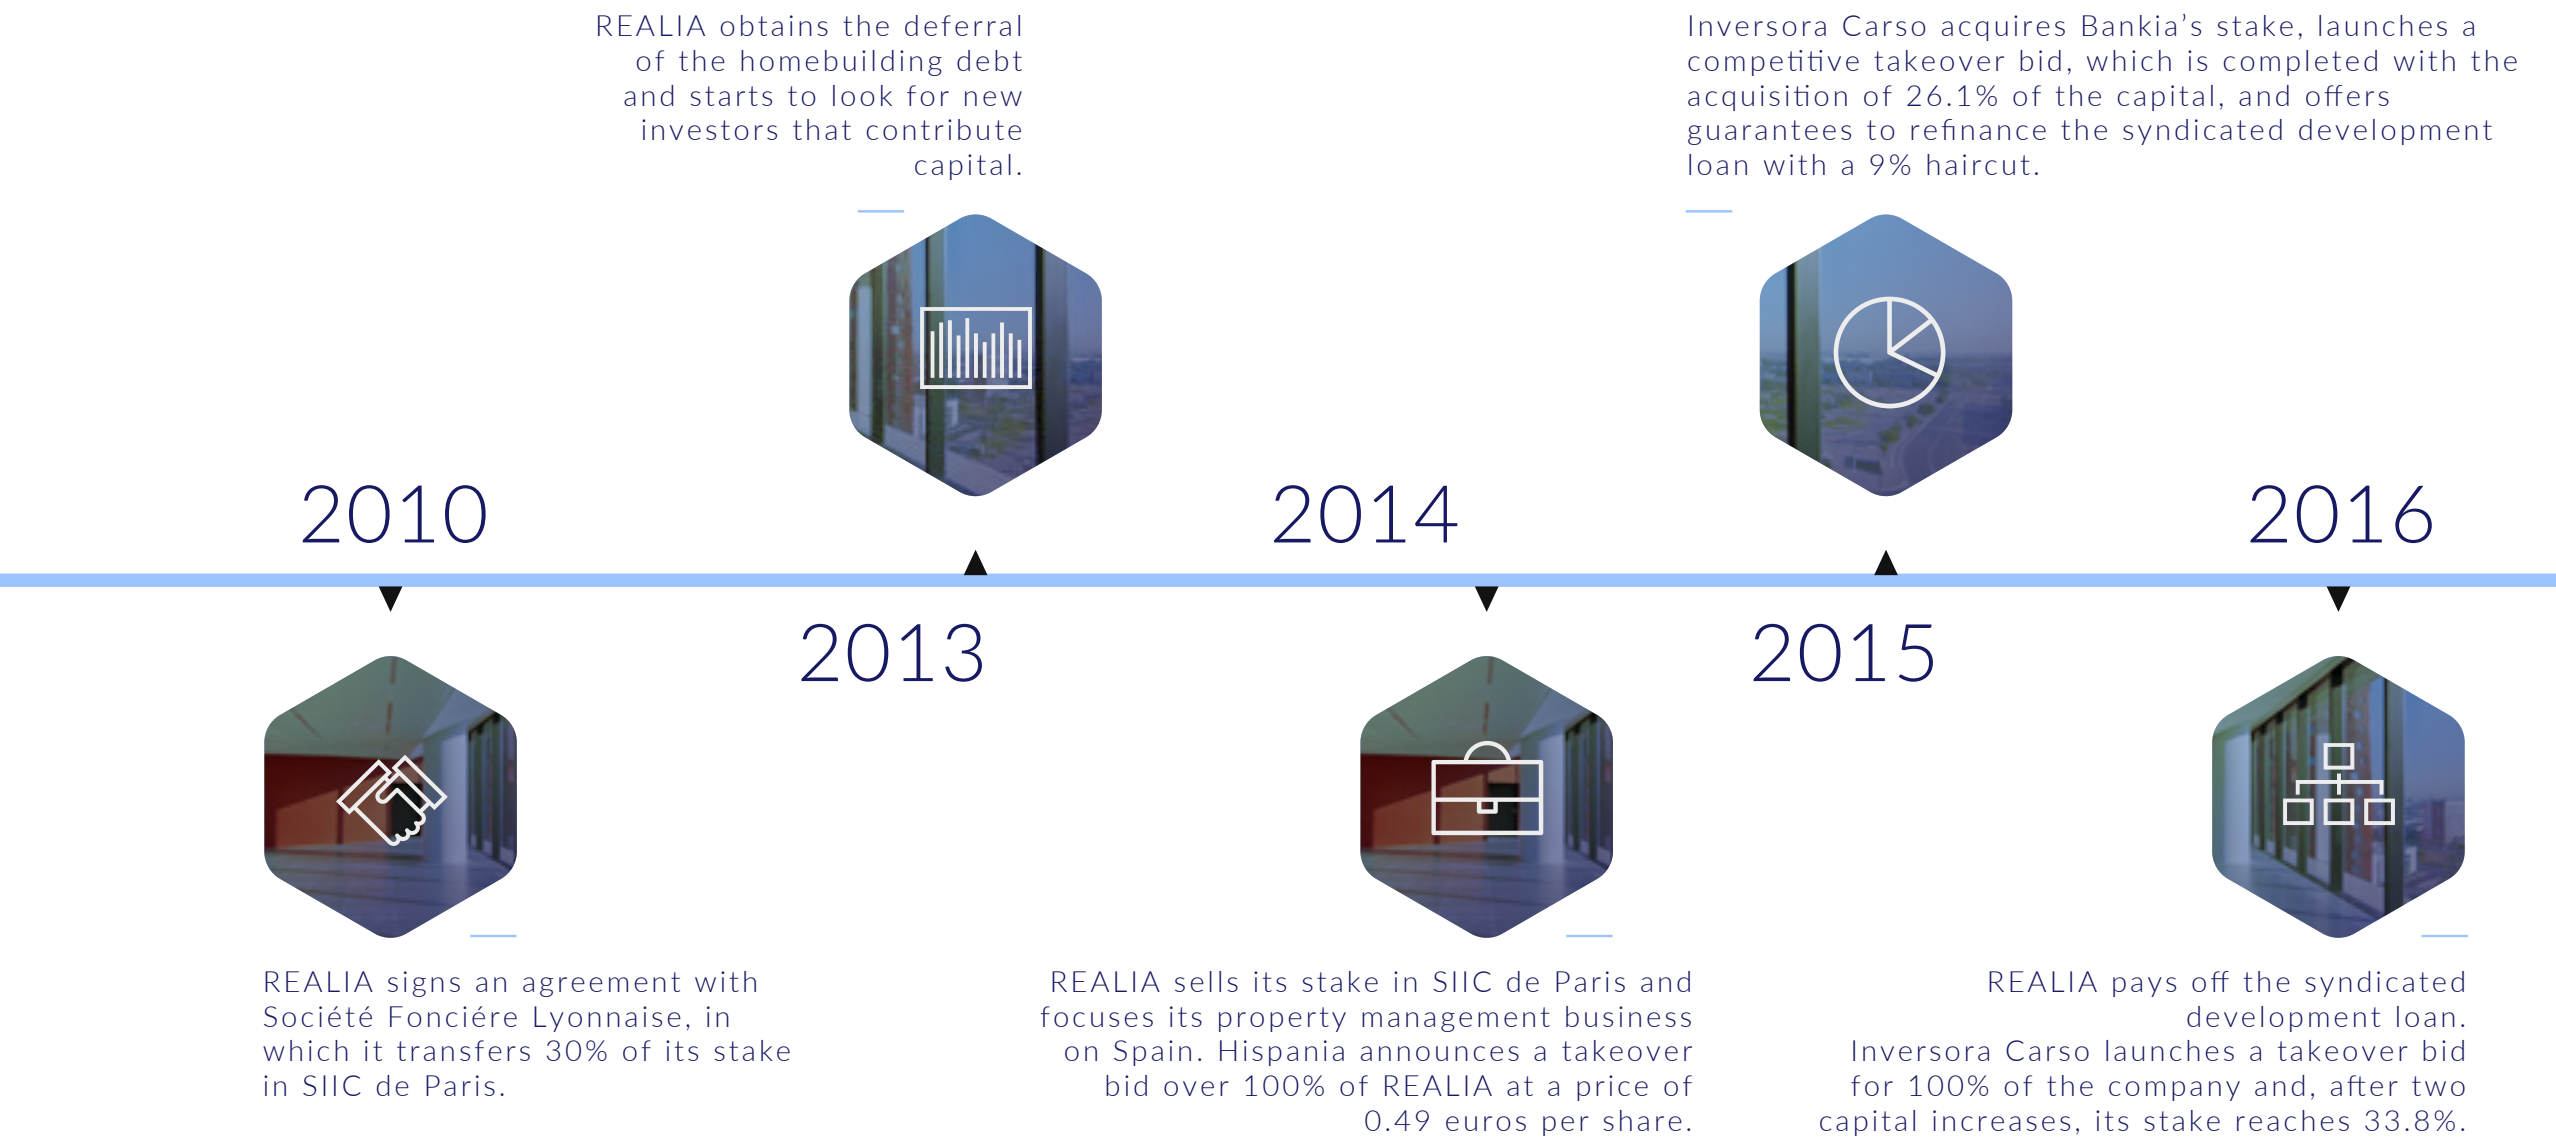 2010
REALIA signs an agreement with
Société Fonciére Lyonnaise, in
which it transfers 30% of its stake
in SIIC de Paris.
REALIA obtains the deferral
of the homebuilding debt
and starts to look for new
investors that contribute
capital.
2013
2014
REALIA sells its stake in SIIC de Paris and
focuses its property management business
on Spain. Hispania announces a takeover
bid over 100% of REALIA at a price of
0.49 euros per share.
Inversora Carso acquires Bankia’s stake, launches a
competitive takeover bid, which is completed with the
acquisition of 26.1% of the capital, and offers
guarantees to refinance the syndicated development
loan with a 9% haircut.
2015
2016
REALIA pays off the syndicated
development loan.
Inversora Carso launches a takeover bid
for 100% of the company and, after two
capital increases, its stake reaches 33.8%.